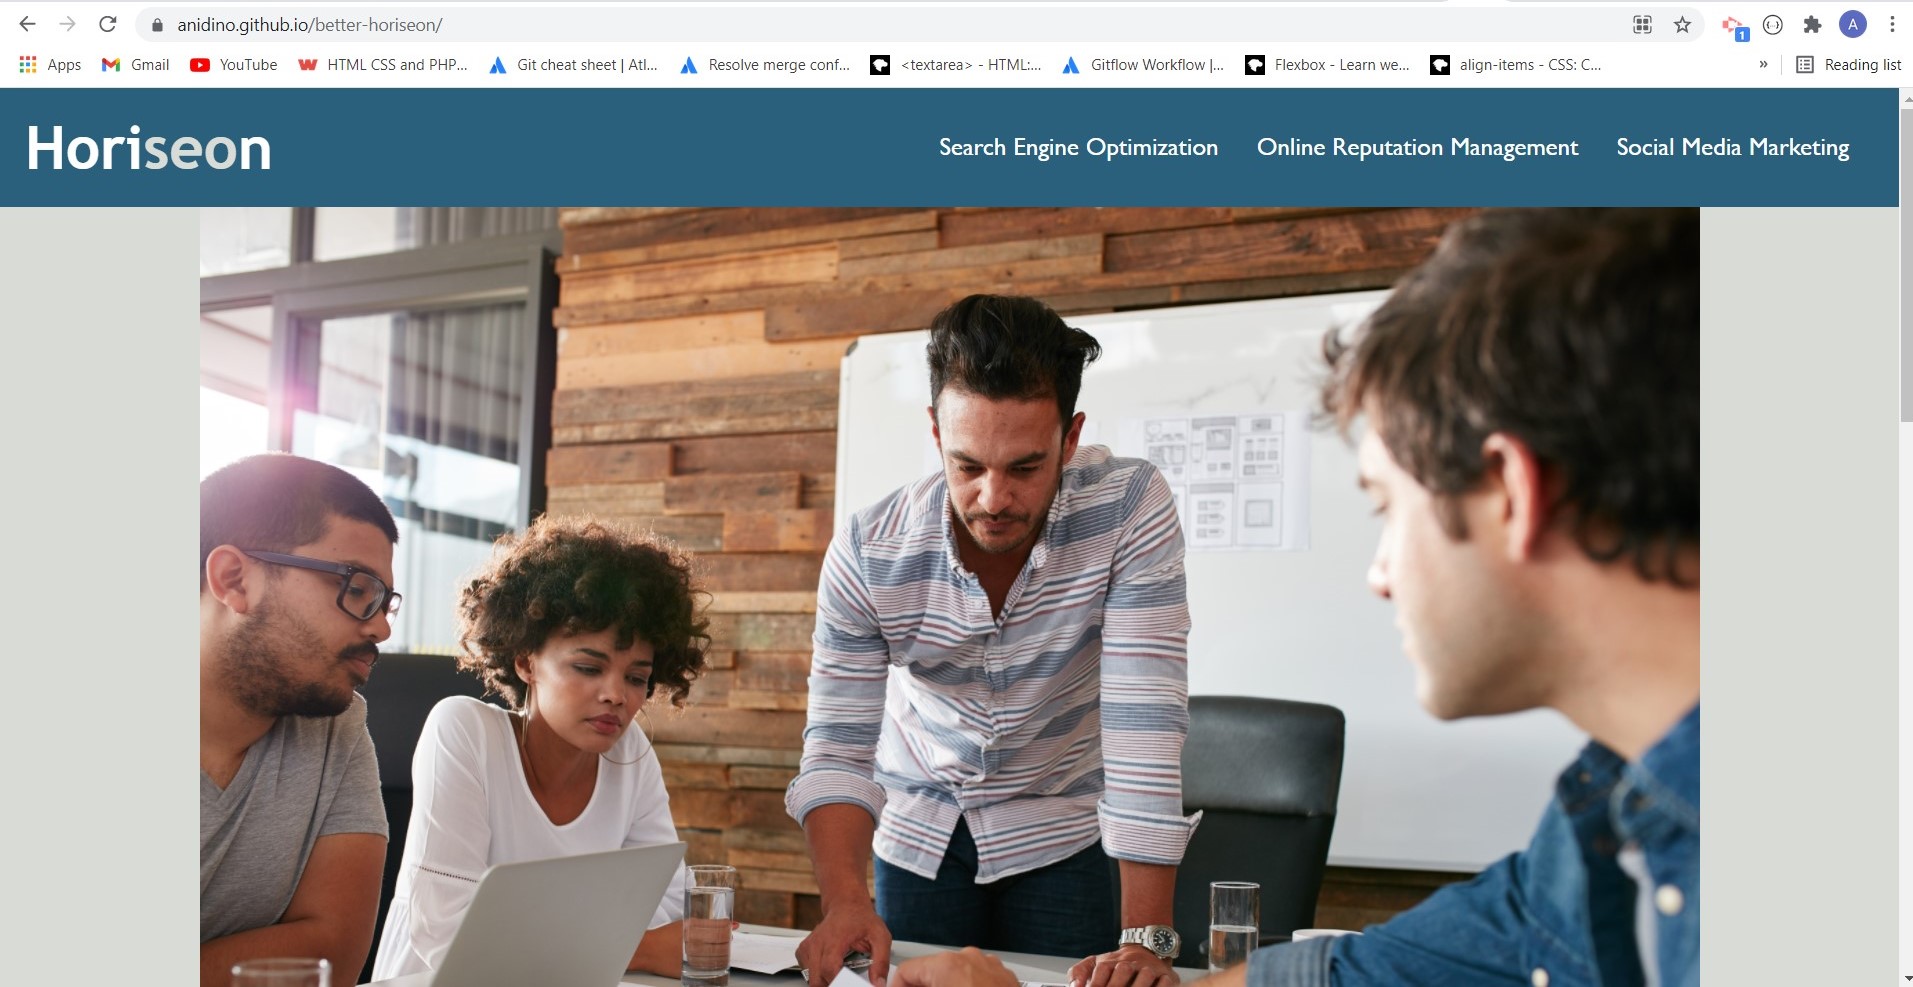 anidino.github.io/better-horiseon/
1
A
Apps Gmail YouTube HTML CSS and PHP... Git cheat sheet | Atl... Resolve merge conf... <textarea> - HTML:... Gitflow Workflow |... Flexbox - Learn we... align-items - CSS: C... » Reading list
Horiseon Search Engine Optimization Online Reputation Management Social Media Marketing